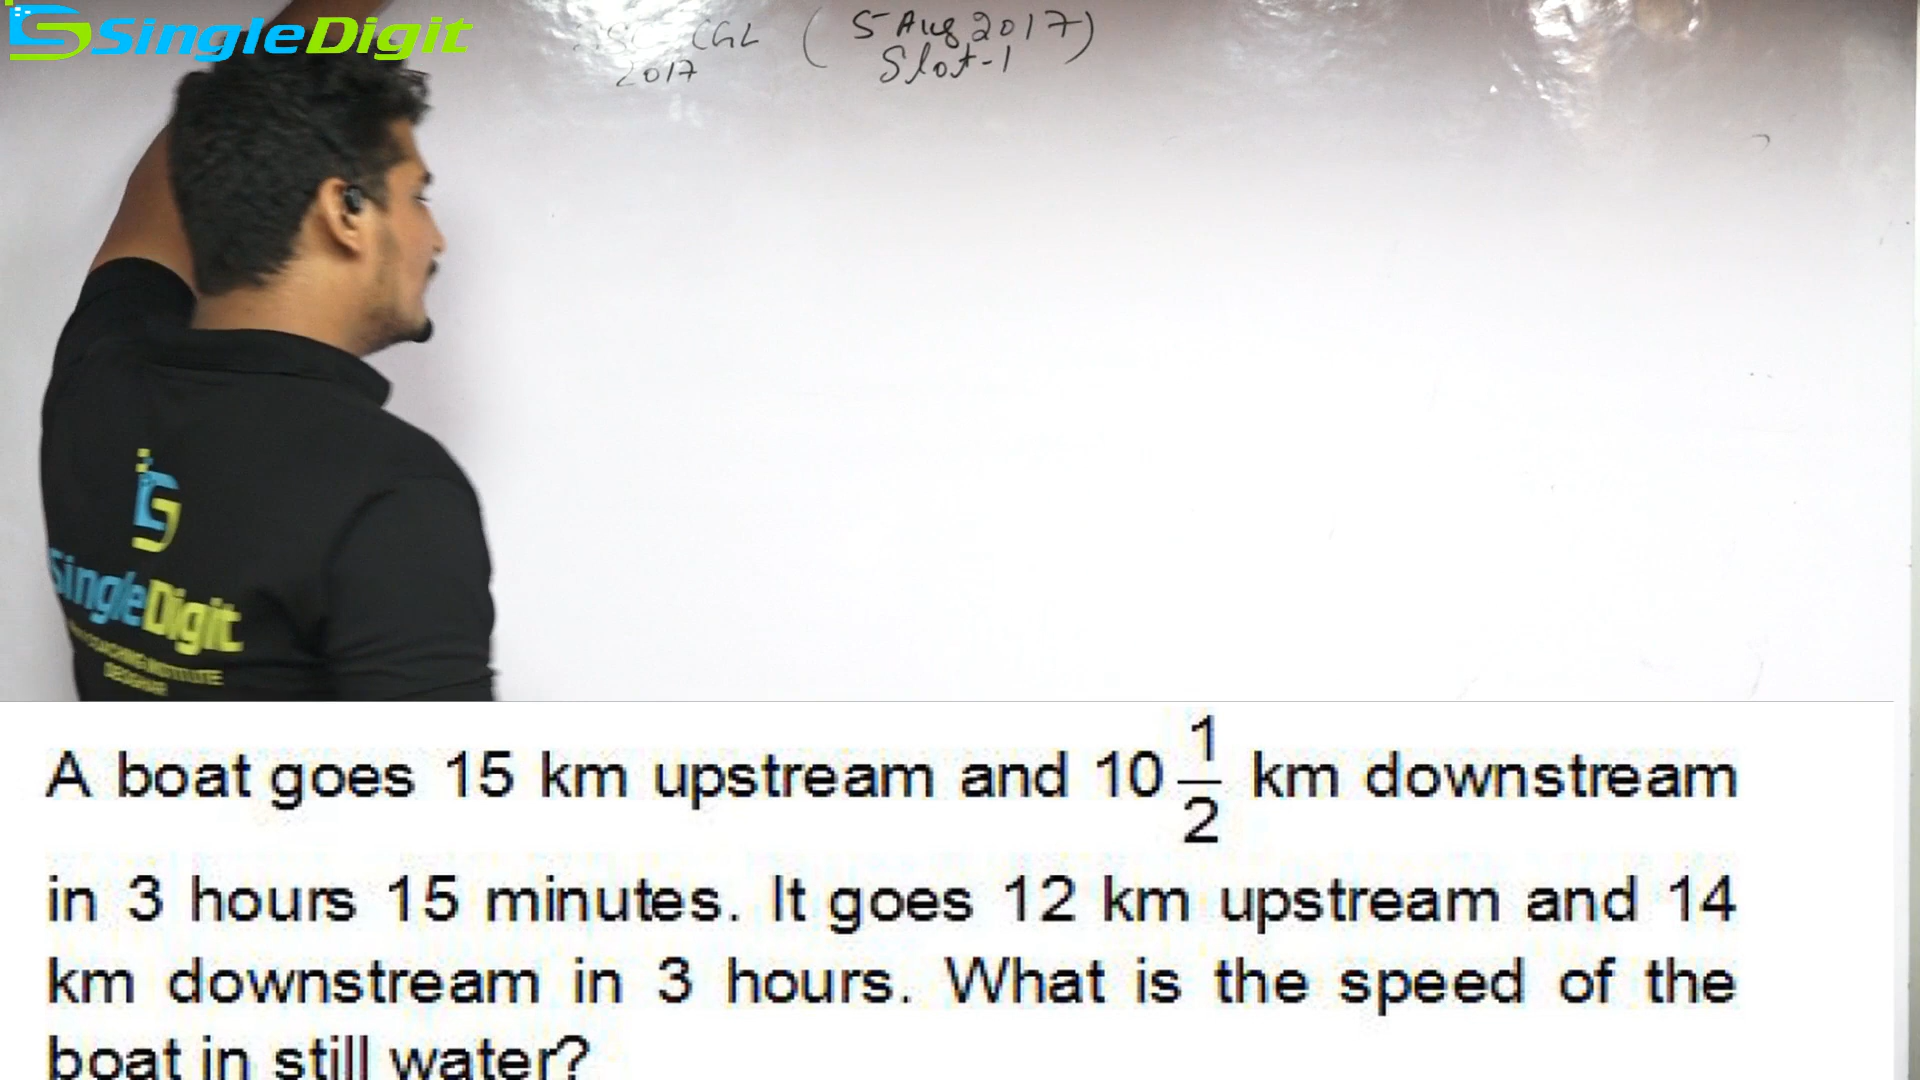 SingleDigit
CGL ( 5 Aug 2017 )
2017 Slot-1
SingleDigit
A boat goes 15 km upstream and 10 1/2 km downstream
in 3 hours 15 minutes. It goes 12 km upstream and 14
km downstream in 3 hours. What is the speed of the
boat in still water?